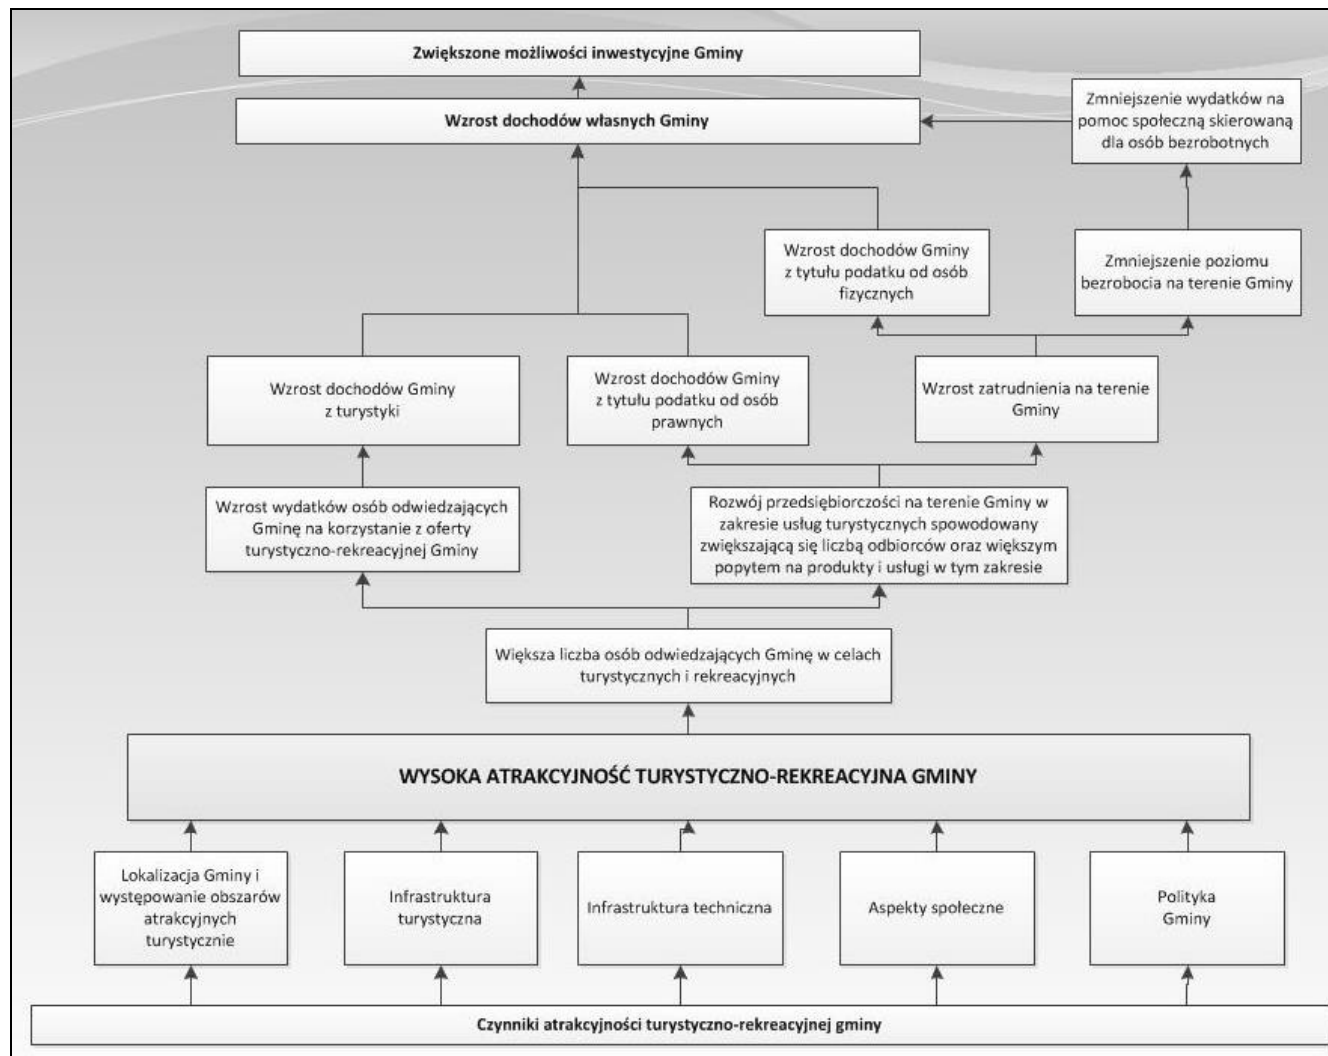 Zwiększone możliwości inwestycyjne Gminy
Wzrost dochodów własnych Gminy
Zmniejszenie wydatków na
pomoc społeczną skierowaną
dla osób bezrobotnych
Wzrost dochodów Gminy
z tytułu podatku od osób
fizycznych
Zmniejszenie poziomu
bezrobocia na terenie Gminy
Wzrost dochodów Gminy
z turystyki
Wzrost dochodów Gminy
z tytułu podatku od osób
prawnych
Wzrost zatrudnienia na terenie
Gminy
Wzrost wydatków osób odwiedzających
Gminę na korzystanie z oferty
turystyczno-rekreacyjnej Gminy
Rozwój przedsiębiorczości na terenie Gminy w
zakresie usług turystycznych spowodowany
zwiększającą się liczbą odbiorców oraz większym
popytem na produkty i usługi w tym zakresie
Większa liczba osób odwiedzających Gminę w celach
turystycznych i rekreacyjnych
WYSOKA ATRAKCYJNOŚĆ TURYSTYCZNO-REKREACYJNA GMINY
Lokalizacja Gminy i
występowanie obszarów
atrakcyjnych
turystycznie
Infrastruktura
turystyczna
Infrastruktura techniczna
Aspekty społeczne
Polityka
Gminy
Czynniki atrakcyjności turystyczno-rekreacyjnej gminy